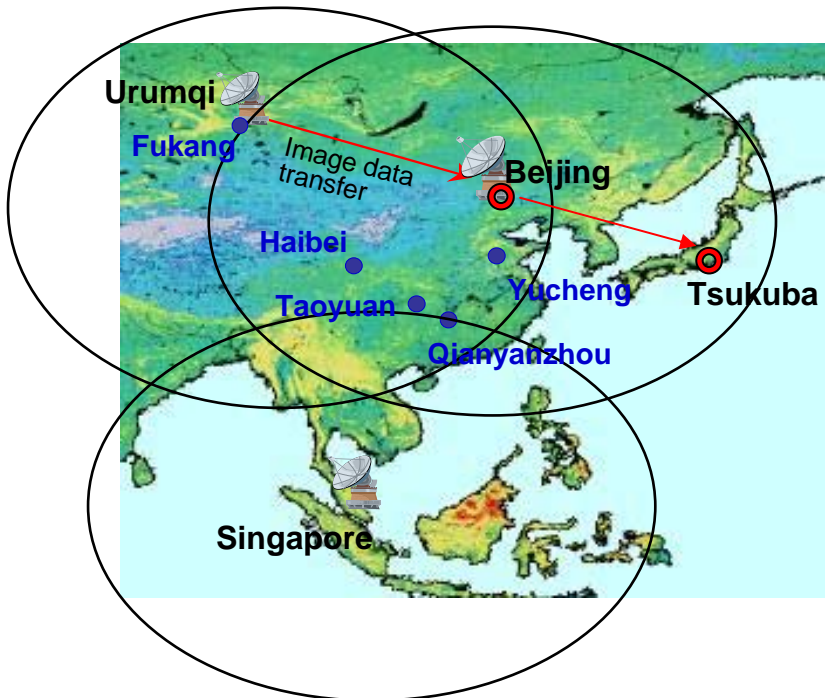 Urumqi
Fukang
Image data
transfer
Beijing
Haibei
Yucheng
Tsukuba
Taoyuan
Qianyanzhou
Singapore